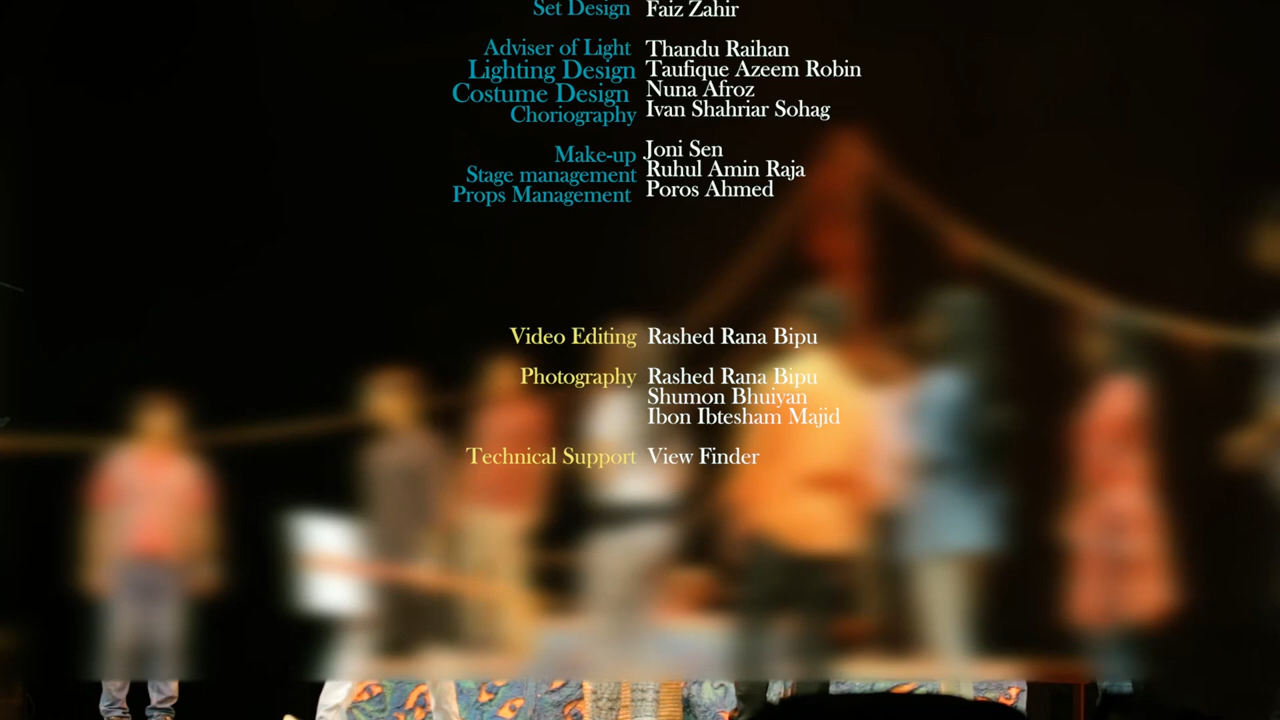 Set Design Faiz Zahir
Adviser of Light Thandu Raihan
Lighting Design Taufique Azeem Robin
Costume Design Nuna Afroz
Choriography Ivan Shahriar Sohag
Make-up Joni Sen
Stage management Ruhul Amin Raja
Props Management Poros Ahmed
Video Editing Rashed Rana Bipu
Photography Rashed Rana Bipu
Shumon Bhuiyan
Ibon Ibtesham Majid
Technical Support View Finder